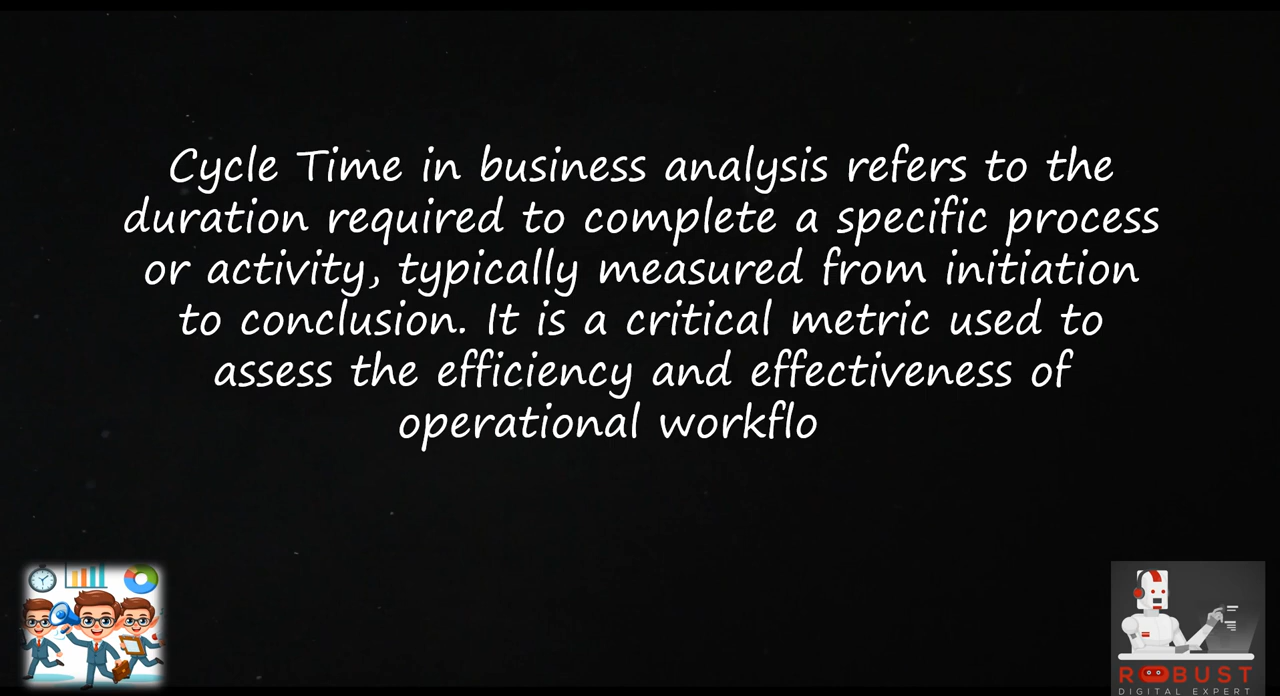 Cycle Time in business analysis refers to the
duration required to complete a specific process
or activity, typically measured from initiation
to conclusion. It is a critical metric used to
assess the efficiency and effectiveness of
operational workflo
ROBUST
DIGITAL EXPERT